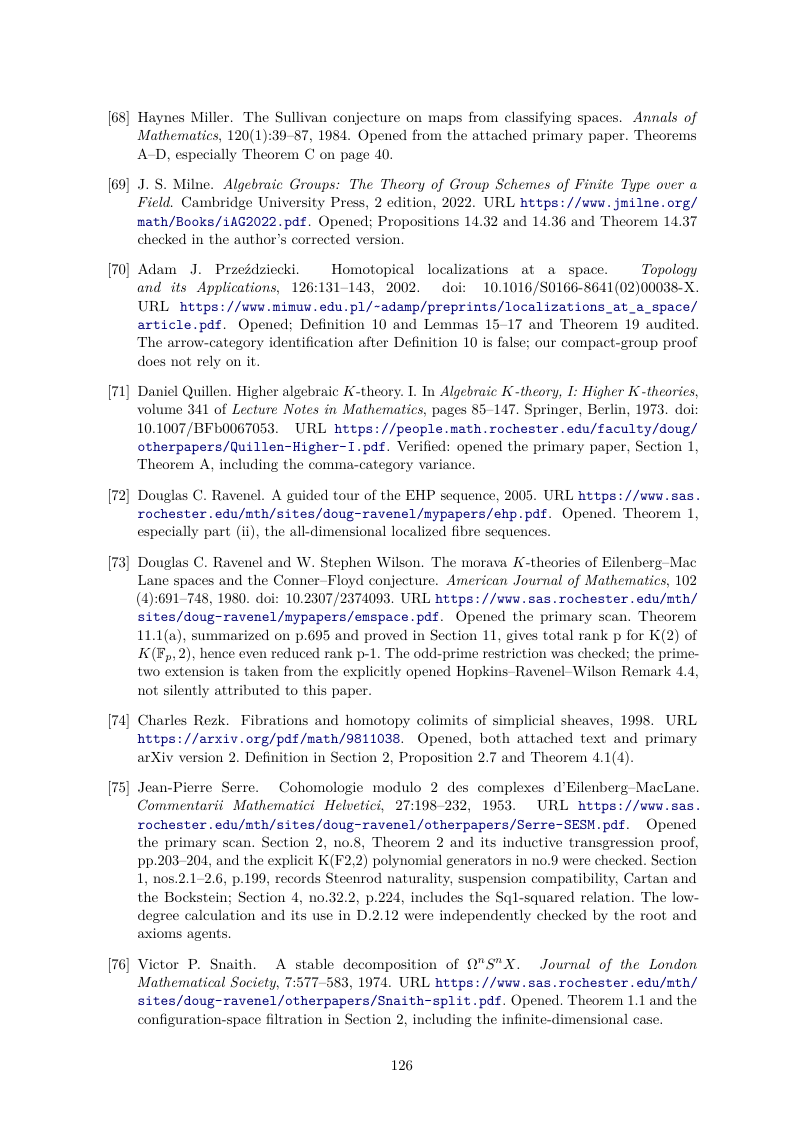 [68] Haynes Miller. The Sullivan conjecture on maps from classifying spaces. Annals of
Mathematics, 120(1):39–87, 1984. Opened from the attached primary paper. Theorems
A–D, especially Theorem C on page 40.
[69] J. S. Milne. Algebraic Groups: The Theory of Group Schemes of Finite Type over a
Field. Cambridge University Press, 2 edition, 2022. URL https://www.jmilne.org/
math/Books/iAG2022.pdf. Opened; Propositions 14.32 and 14.36 and Theorem 14.37
checked in the author's corrected version.
[70] Adam J. Przeździecki. Homotopical localizations at a space. Topology
and its Applications, 126:131–143, 2002. doi: 10.1016/S0166-8641(02)00038-X.
URL https://www.mimuw.edu.pl/~adamp/preprints/localizations_at_a_space/
article.pdf. Opened; Definition 10 and Lemmas 15–17 and Theorem 19 audited.
The arrow-category identification after Definition 10 is false; our compact-group proof
does not rely on it.
[71] Daniel Quillen. Higher algebraic K-theory. I. In Algebraic K-theory, I: Higher K-theories,
volume 341 of Lecture Notes in Mathematics, pages 85–147. Springer, Berlin, 1973. doi:
10.1007/BFb0067053. URL https://people.math.rochester.edu/faculty/doug/
otherpapers/Quillen-Higher-I.pdf. Verified: opened the primary paper, Section 1,
Theorem A, including the comma-category variance.
[72] Douglas C. Ravenel. A guided tour of the EHP sequence, 2005. URL https://www.sas.
rochester.edu/mth/sites/doug-ravenel/mypapers/ehp.pdf. Opened. Theorem 1,
especially part (ii), the all-dimensional localized fibre sequences.
[73] Douglas C. Ravenel and W. Stephen Wilson. The morava K-theories of Eilenberg–Mac
Lane spaces and the Conner–Floyd conjecture. American Journal of Mathematics, 102
(4):691–748, 1980. doi: 10.2307/2374093. URL https://www.sas.rochester.edu/mth/
sites/doug-ravenel/mypapers/emspace.pdf. Opened the primary scan. Theorem
11.1(a), summarized on p.695 and proved in Section 11, gives total rank p for K(2) of
K(𝔽ₚ, 2), hence even reduced rank p-1. The odd-prime restriction was checked; the prime-
two extension is taken from the explicitly opened Hopkins–Ravenel–Wilson Remark 4.4,
not silently attributed to this paper.
[74] Charles Rezk. Fibrations and homotopy colimits of simplicial sheaves, 1998. URL
https://arxiv.org/pdf/math/9811038. Opened, both attached text and primary
arXiv version 2. Definition in Section 2, Proposition 2.7 and Theorem 4.1(4).
[75] Jean-Pierre Serre. Cohomologie modulo 2 des complexes d'Eilenberg–MacLane.
Commentarii Mathematici Helvetici, 27:198–232, 1953. URL https://www.sas.
rochester.edu/mth/sites/doug-ravenel/otherpapers/Serre-SESM.pdf. Opened
the primary scan. Section 2, no.8, Theorem 2 and its inductive transgression proof,
pp.203–204, and the explicit K(F2,2) polynomial generators in no.9 were checked. Section
1, nos.2.1–2.6, p.199, records Steenrod naturality, suspension compatibility, Cartan and
the Bockstein; Section 4, no.32.2, p.224, includes the Sq1-squared relation. The low-
degree calculation and its use in D.2.12 were independently checked by the root and
axioms agents.
[76] Victor P. Snaith. A stable decomposition of ΩⁿSⁿX. Journal of the London
Mathematical Society, 7:577–583, 1974. URL https://www.sas.rochester.edu/mth/
sites/doug-ravenel/otherpapers/Snaith-split.pdf. Opened. Theorem 1.1 and the
configuration-space filtration in Section 2, including the infinite-dimensional case.
126